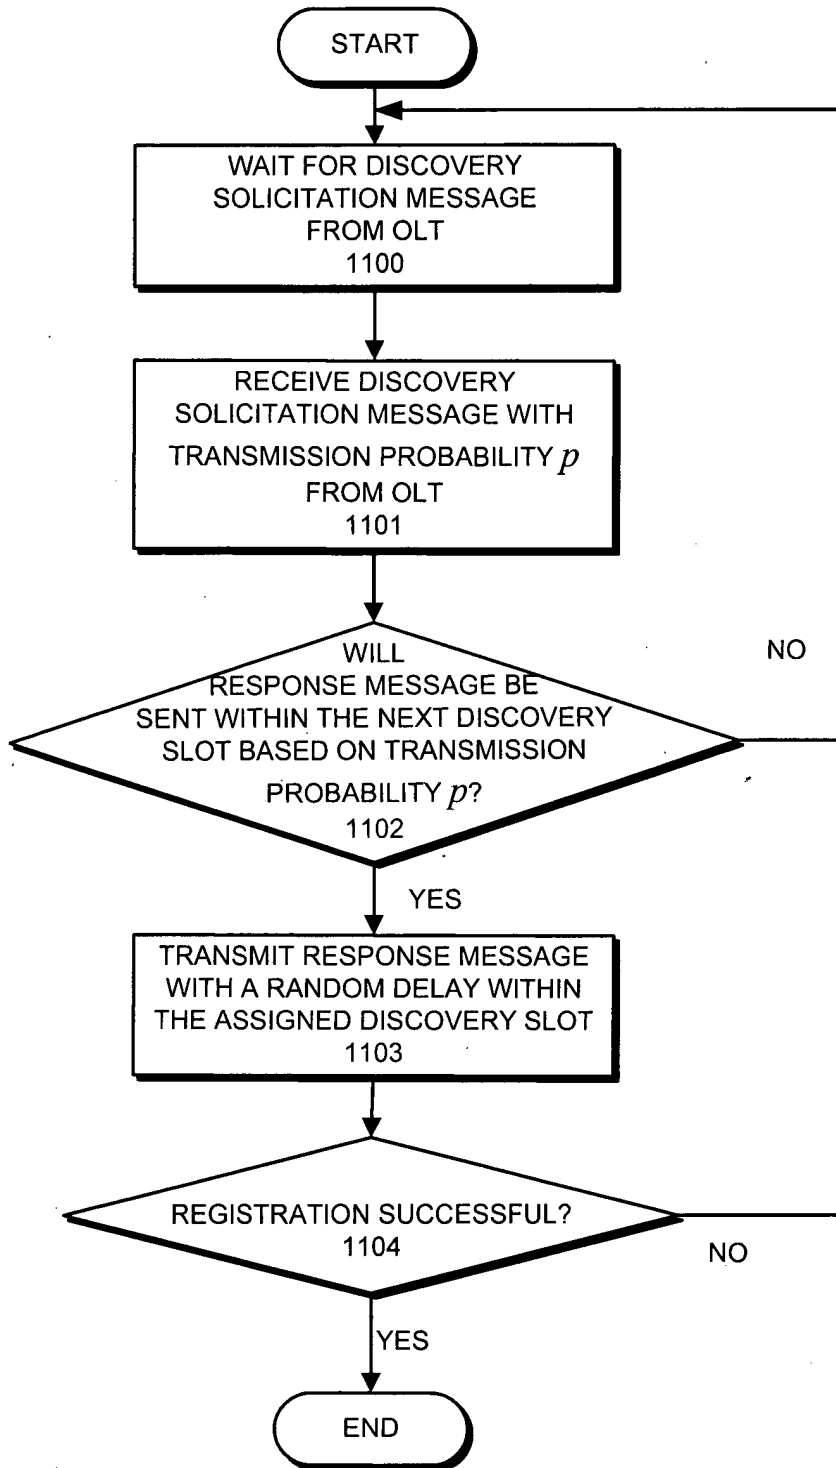 START
WAIT FOR DISCOVERY
SOLICITATION MESSAGE
FROM OLT
1100
RECEIVE DISCOVERY
SOLICITATION MESSAGE WITH
TRANSMISSION PROBABILITY p
FROM OLT
1101
WILL
RESPONSE MESSAGE BE
SENT WITHIN THE NEXT DISCOVERY
SLOT BASED ON TRANSMISSION
PROBABILITY p?
1102
NO
YES
TRANSMIT RESPONSE MESSAGE
WITH A RANDOM DELAY WITHIN
THE ASSIGNED DISCOVERY SLOT
1103
REGISTRATION SUCCESSFUL?
1104
NO
YES
END